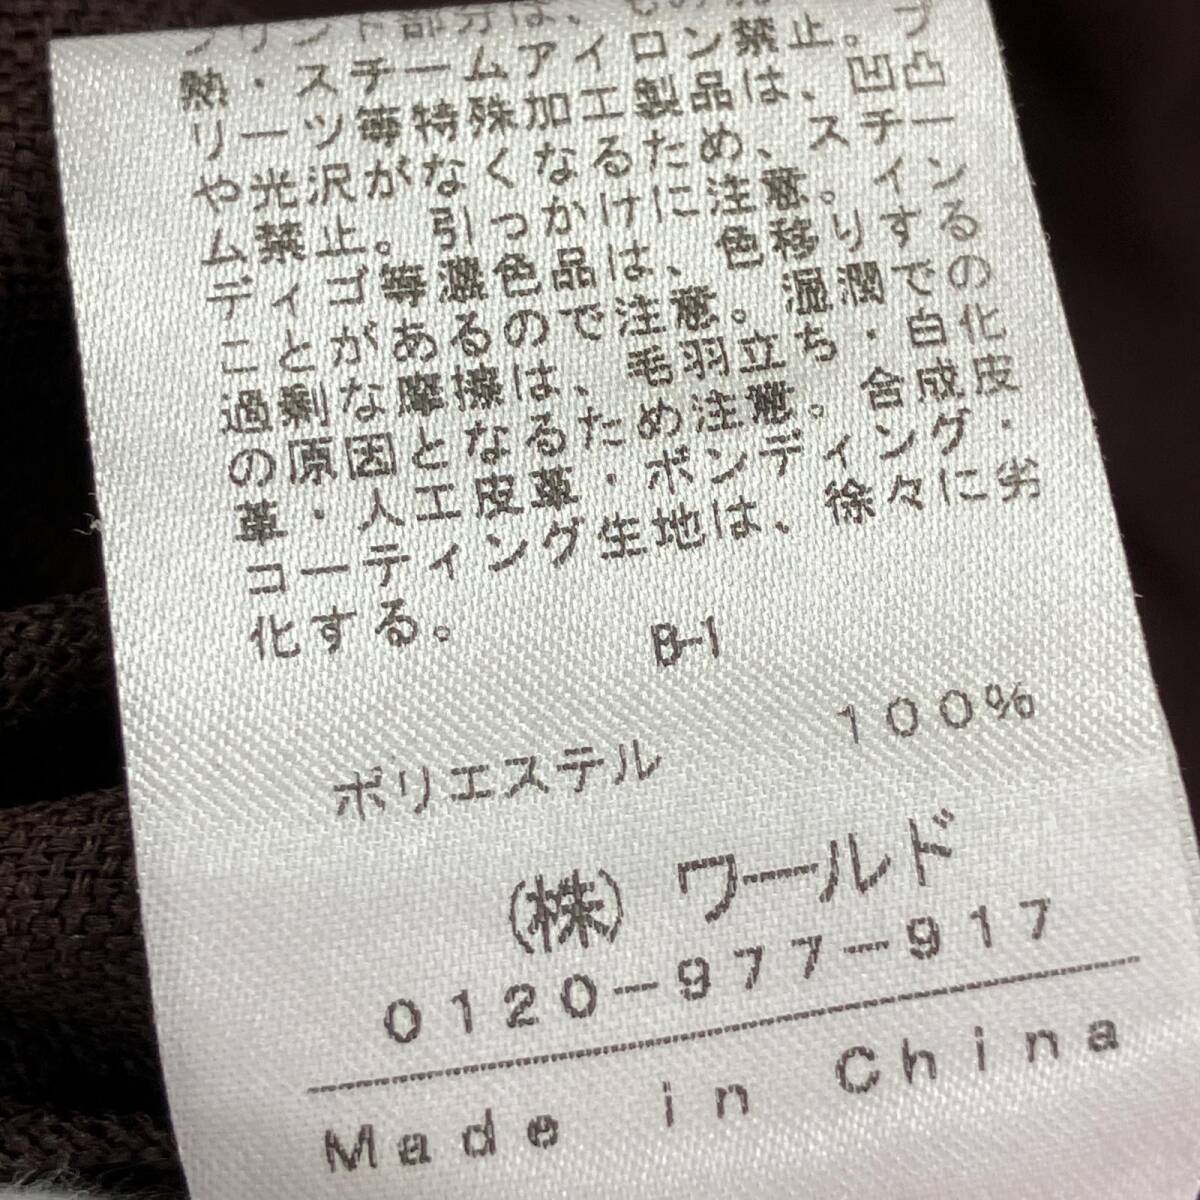 プリント部分は、
熱・スチームアイロン禁止。プ
リーツ等特殊加工製品は、凹凸
や光沢がなくなるため、スチー
ム禁止。引っかけに注意。イン
ディゴ等濃色品は、色移りする
ことがあるので注意。湿潤での
過剰な摩擦は、毛羽立ち・白化
の原因となるため注意。合成皮
革・人工皮革・ボンディング・
コーティング生地は、徐々に劣
化する。
B-1
ポリエステル 100%
(株) ワールド
0120-977-917
Made in China